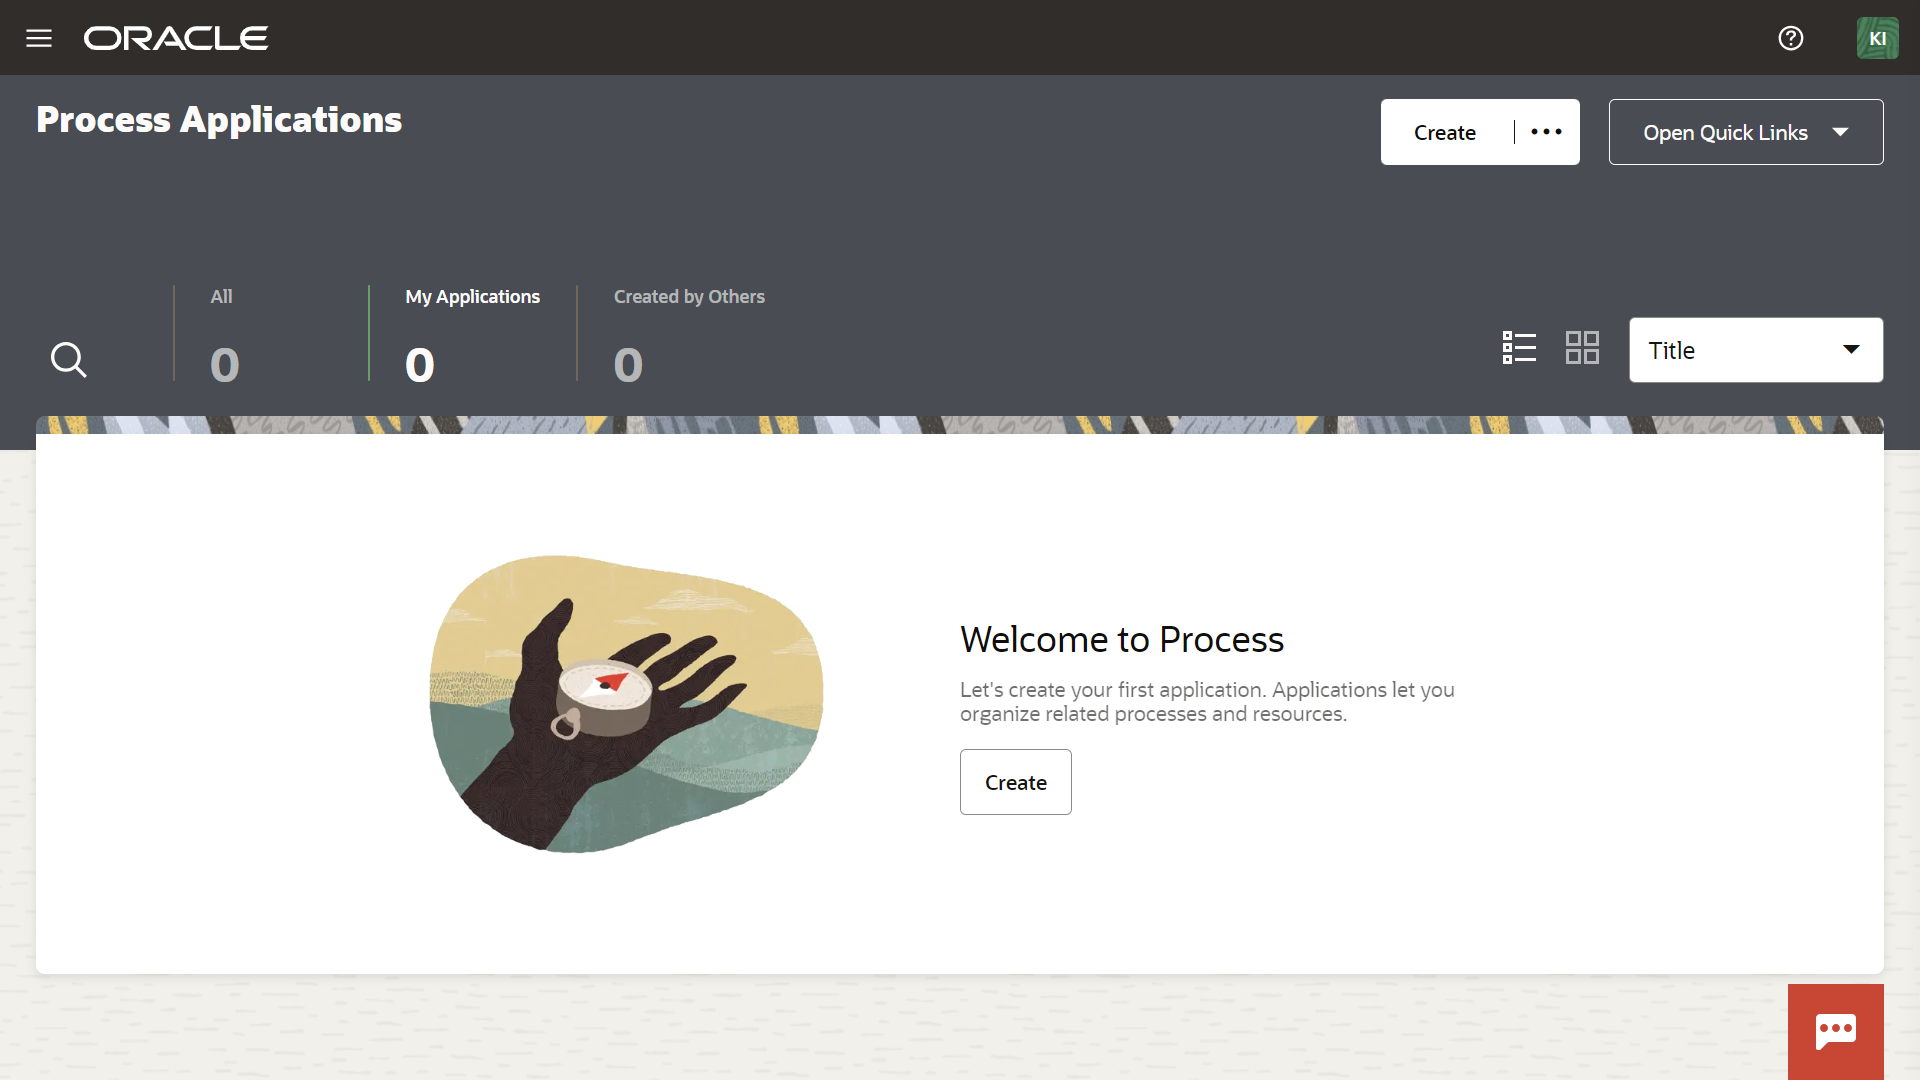 ORACLE
KI
Process Applications
Create
Open Quick Links
All
My Applications
Created by Others
0
0
0
Title
Welcome to Process
Let's create your first application. Applications let you
organize related processes and resources.
Create